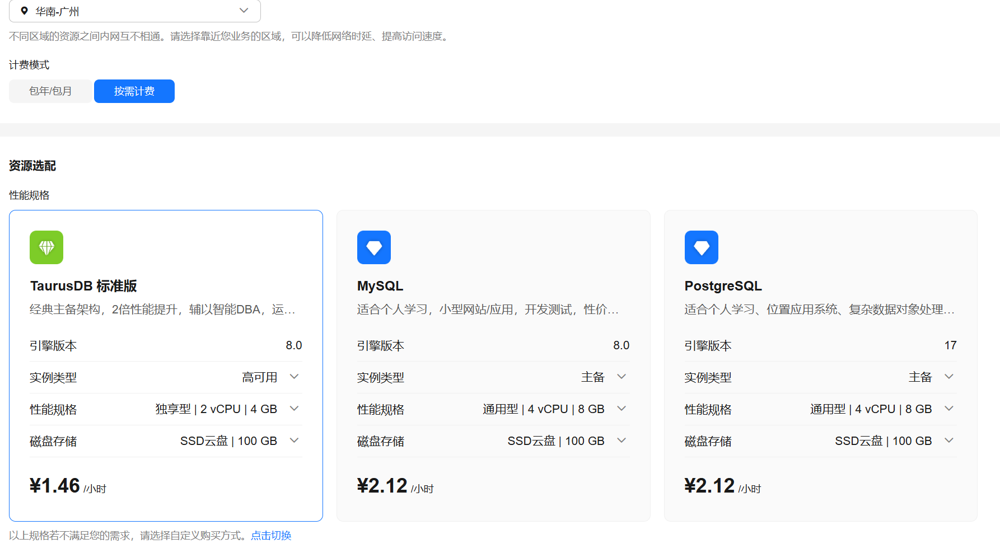 华南-广州
不同区域的资源之间内网互不相通。请选择靠近您业务的区域，可以降低网络时延、提高访问速度。
计费模式
包年/包月 按需计费
资源选配
性能规格
TaurusDB 标准版
经典主备架构，2倍性能提升，辅以智能DBA，运...
引擎版本 8.0
实例类型 高可用
性能规格 独享型 | 2 vCPU | 4 GB
磁盘存储 SSD云盘 | 100 GB
¥1.46 /小时
MySQL
适合个人学习，小型网站/应用，开发测试，性价...
引擎版本 8.0
实例类型 主备
性能规格 通用型 | 4 vCPU | 8 GB
磁盘存储 SSD云盘 | 100 GB
¥2.12 /小时
PostgreSQL
适合个人学习、位置应用系统、复杂数据对象处理...
引擎版本 17
实例类型 主备
性能规格 通用型 | 4 vCPU | 8 GB
磁盘存储 SSD云盘 | 100 GB
¥2.12 /小时
以上规格若不满足您的需求，请选择自定义购买方式。点击切换